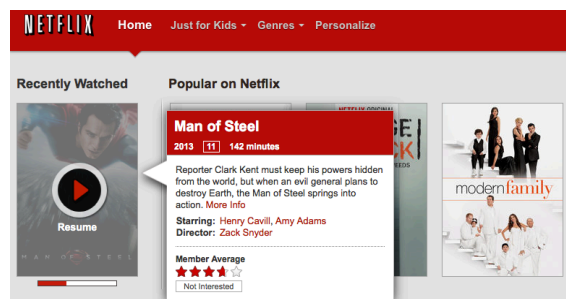 NETFLIX
Home Just for Kids Genres Personalize
Recently Watched
Popular on Netflix
Resume
MAN OF STEEL
Man of Steel
2013 11 142 minutes
Reporter Clark Kent must keep his powers hidden
from the world, but when an evil general plans to
destroy Earth, the Man of Steel springs into
action. More Info
Starring: Henry Cavill, Amy Adams
Director: Zack Snyder
Member Average
Not Interested
modern family